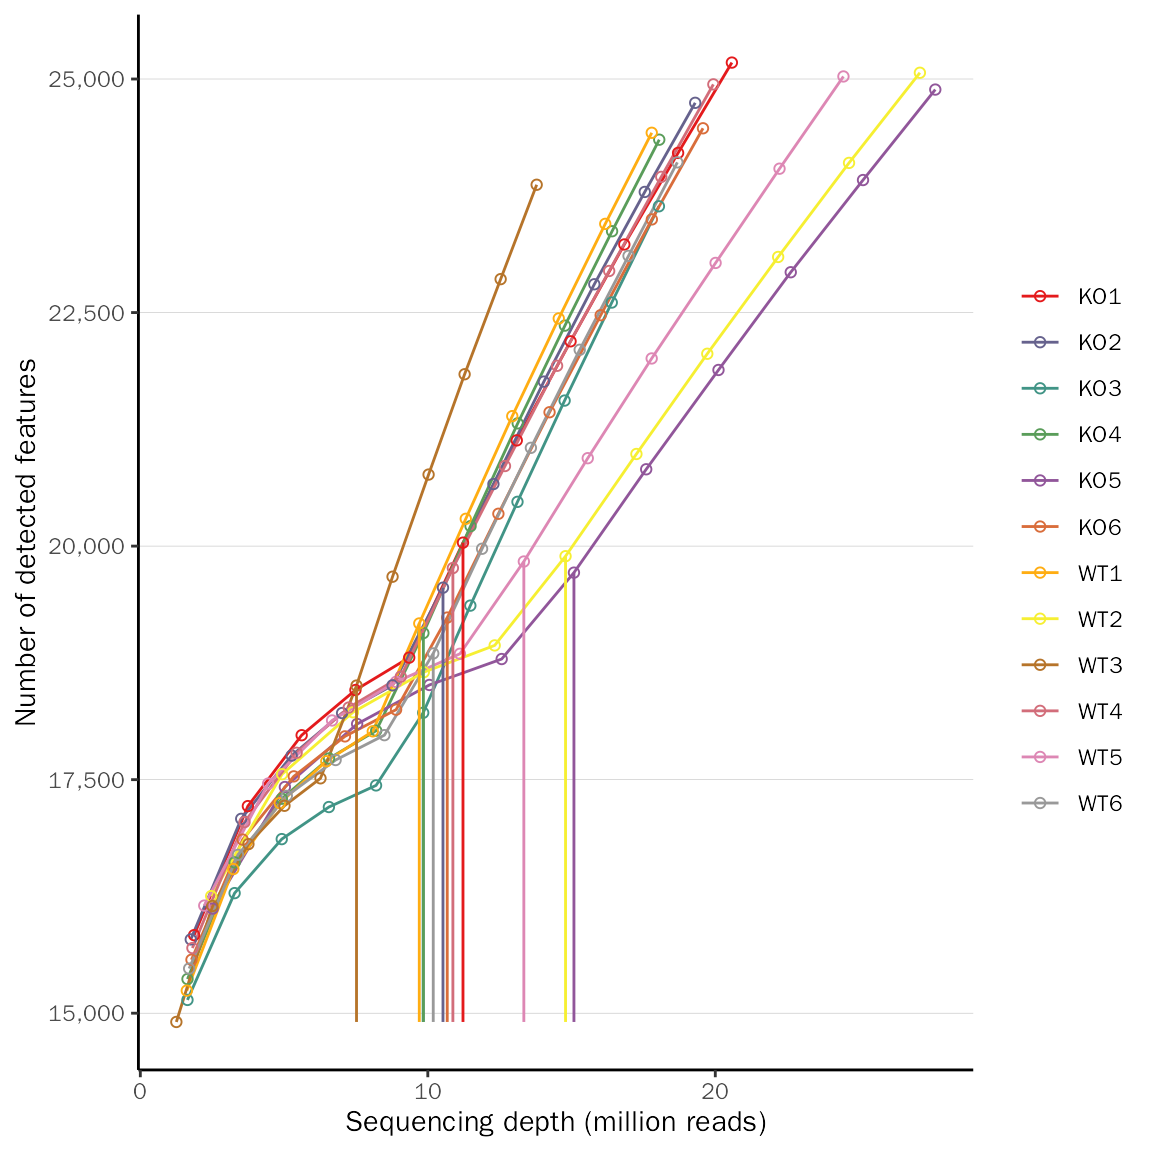 25,000
22,500
20,000
17,500
15,000
0 10 20
Number of detected features
Sequencing depth (million reads)
KO1
KO2
KO3
KO4
KO5
KO6
WT1
WT2
WT3
WT4
WT5
WT6